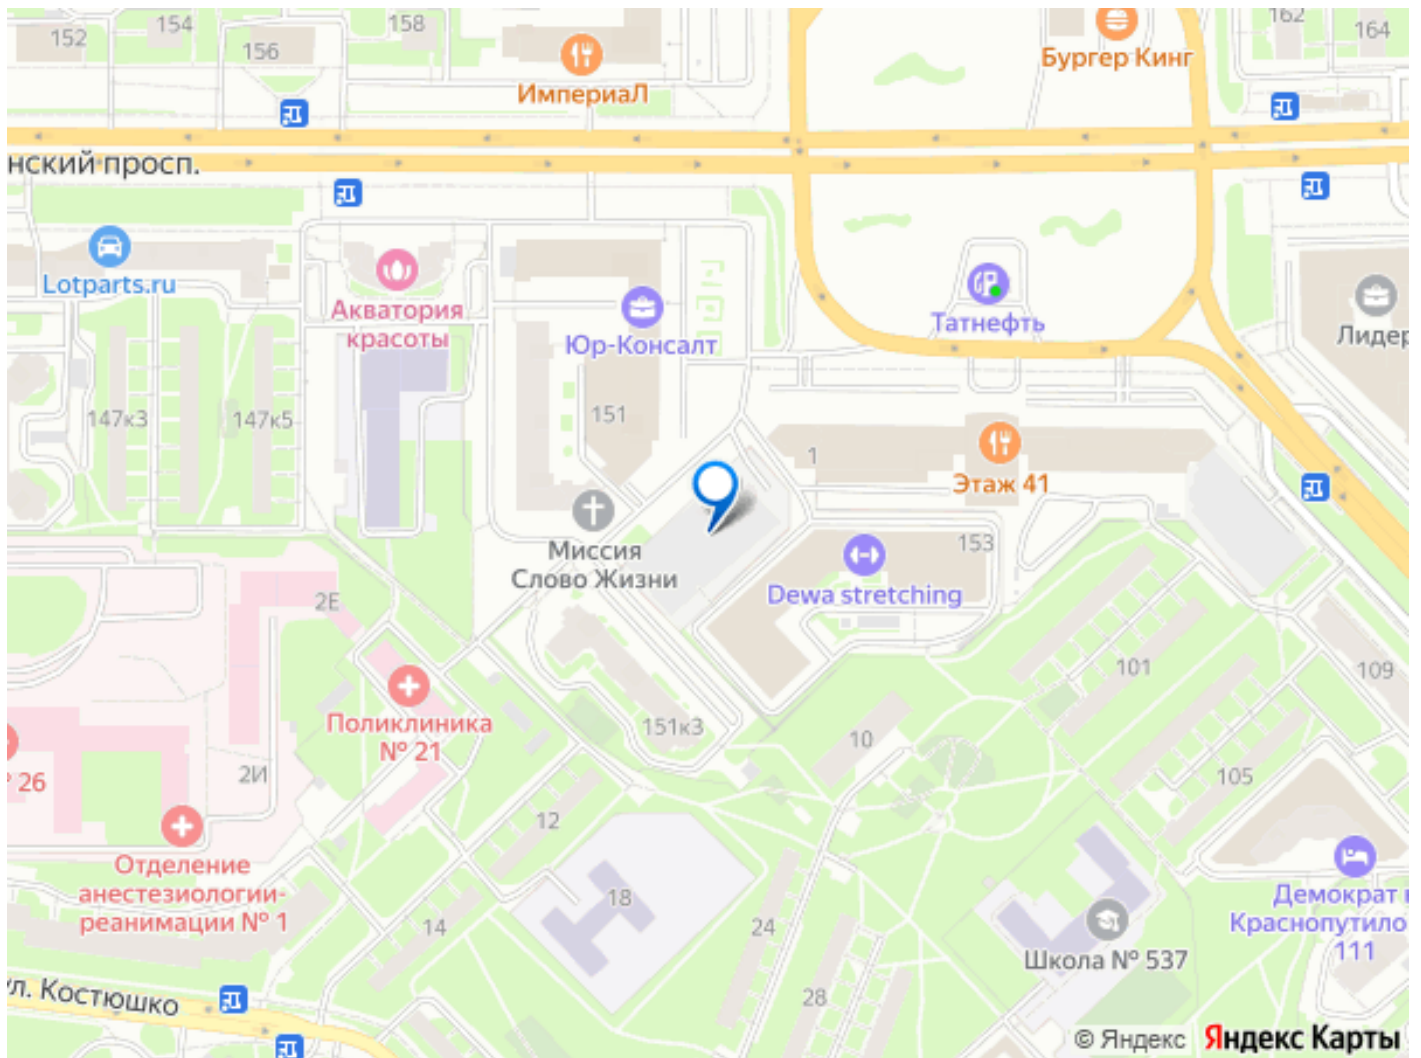 152
154
156
158
162
164
Бургер Кинг
ИмпериаЛ
нский просп.
Lotparts.ru
Акватория
красоты
Юр-Консалт
Татнефть
Лидер
147к3
147к5
151
1
Этаж 41
Миссия
Слово Жизни
153
Dewa stretching
2Е
101
109
Поликлиника
№ 21
151к3
10
26
2И
105
12
Отделение
анестезиологии-
реанимации № 1
18
14
24
Демократ
Краснопутило
111
Школа № 537
28
л. Костюшко
© Яндекс Яндекс Карты